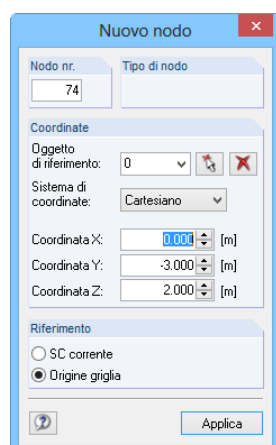 Nuovo nodo
Nodo nr.
Tipo di nodo
74
Coordinate
Oggetto
di riferimento:
0
Sistema di
coordinate:
Cartesiano
Coordinata X:
0.000
[m]
Coordinata Y:
-3.000
[m]
Coordinata Z:
2.000
[m]
Riferimento
SC corrente
Origine griglia
Applica